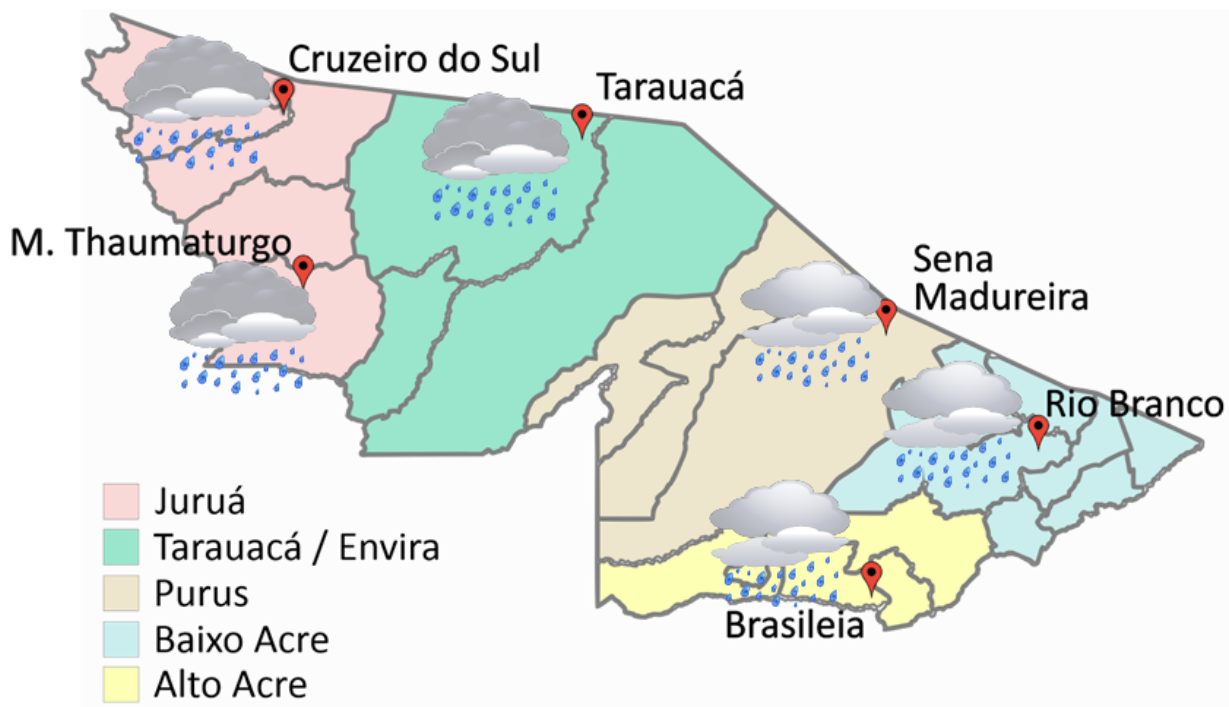 Cruzeiro do Sul
Tarauacá
M. Thaumaturgo
Sena
Madureira
Rio Branco
Brasileia
Juruá
Tarauacá / Envira
Purus
Baixo Acre
Alto Acre